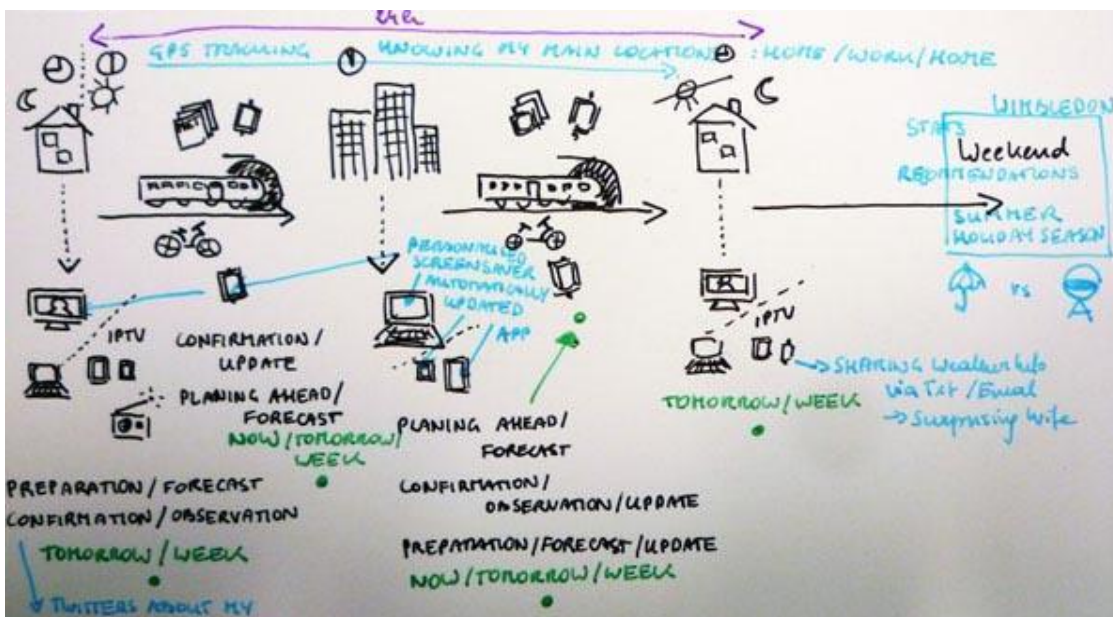 24h
GPS TRACKING
KNOWING MY MAIN LOCATIONS : HOME/WORK/HOME
WIMBLEDON
STATS
Weekend
RECOMMENDATIONS
SUMMER
HOLIDAY SEASON
vs
PERSONALISED
SCREENSAVER
AUTOMATICALLY
UPDATED
APP
IPTV
CONFIRMATION/
UPDATE
PLANING AHEAD/
FORECAST
NOW/TOMORROW/
WEEK
PREPARATION/FORECAST
CONFIRMATION/OBSERVATION
TOMORROW/WEEK
TWITTERS ABOUT MY
PLANING AHEAD/
FORECAST
CONFIRMATION/
OBSERVATION/UPDATE
PREPARATION/FORECAST/UPDATE
NOW/TOMORROW/WEEK
IPTV
TOMORROW/WEEK
SHARING Weather info
via Txt/Email
→ Surprising Wife